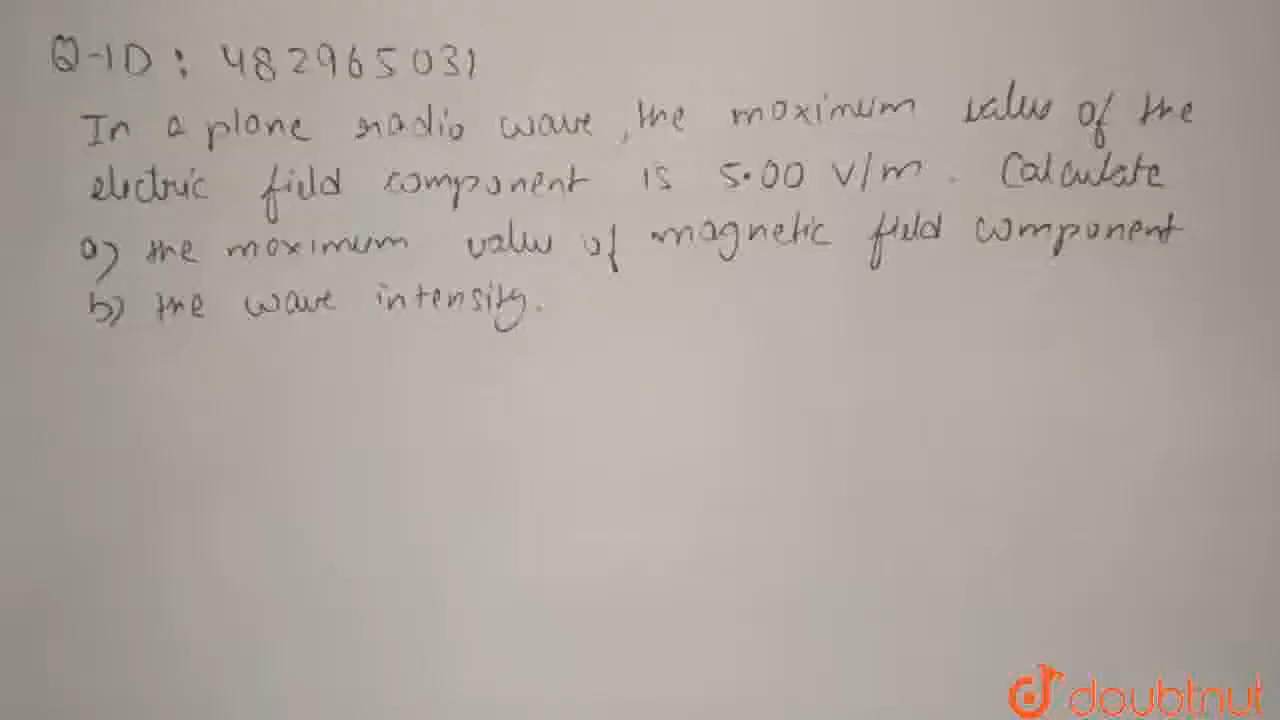 Q-ID : 482965031
In a plane radio wave, the maximum value of the
electric field component is 5.00 V/m. Calculate
a) the maximum value of magnetic field component
b) the wave intensity.
doubtnut